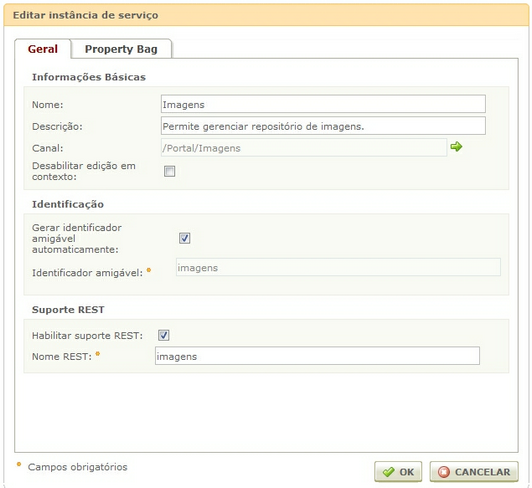 Editar instância de serviço
Geral
Property Bag
Informações Básicas
Nome: Imagens
Descrição: Permite gerenciar repositório de imagens.
Canal: /Portal/Imagens
Desabilitar edição em
contexto:
Identificação
Gerar identificador
amigável
automaticamente:
Identificador amigável: imagens
Suporte REST
Habilitar suporte REST:
Nome REST: imagens
Campos obrigatórios
OK
CANCELAR